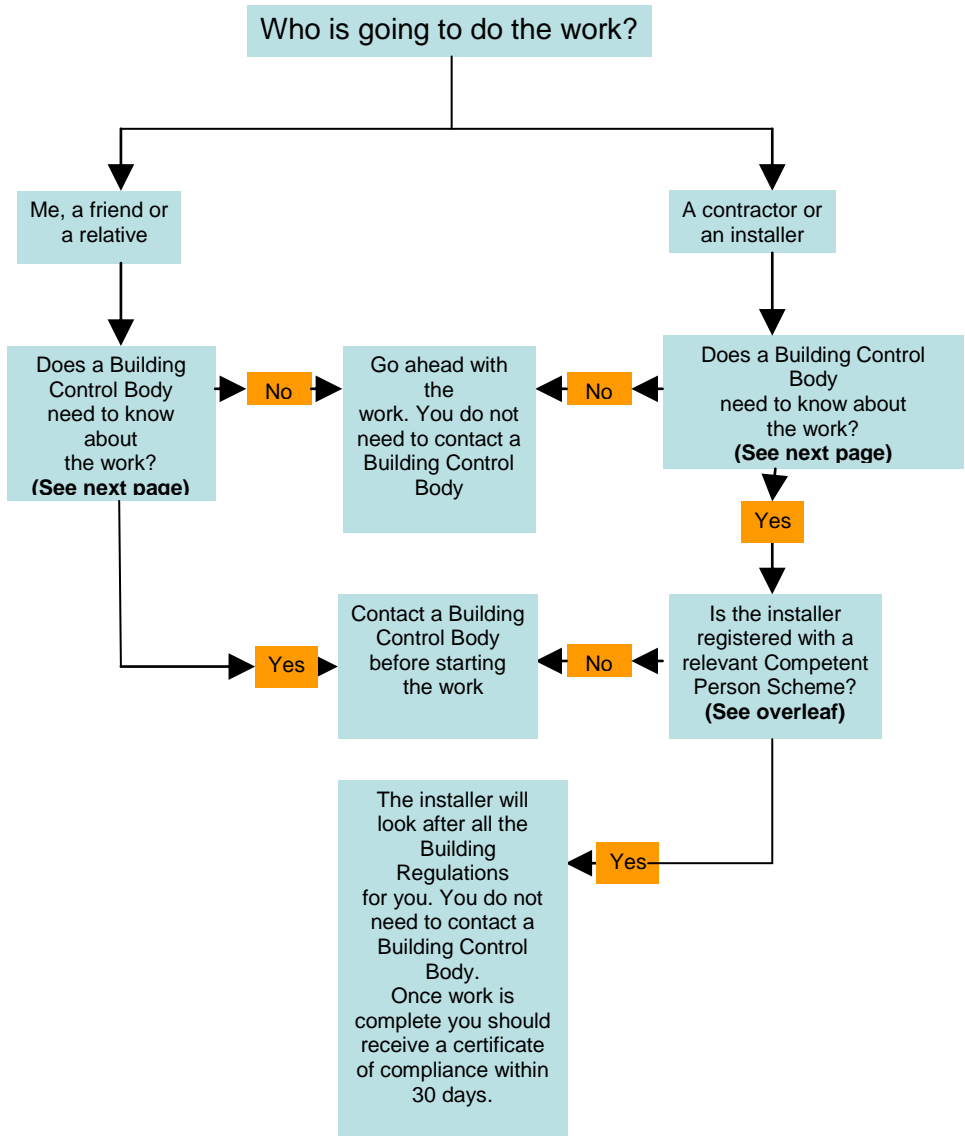 Who is going to do the work?
Me, a friend or
a relative
A contractor or
an installer
Does a Building
Control Body
need to know
about
the work?
(See next page)
No
Go ahead with
the
work. You do not
need to contact a
Building Control
Body
No
Does a Building Control
Body
need to know about
the work?
(See next page)
Yes
Yes
Contact a Building
Control Body
before starting
the work
No
Is the installer
registered with a
relevant Competent
Person Scheme?
(See overleaf)
The installer will
look after all the
Building
Regulations
for you. You do not
need to contact a
Building Control
Body.
Once work is
complete you should
receive a certificate
of compliance within
30 days.
Yes